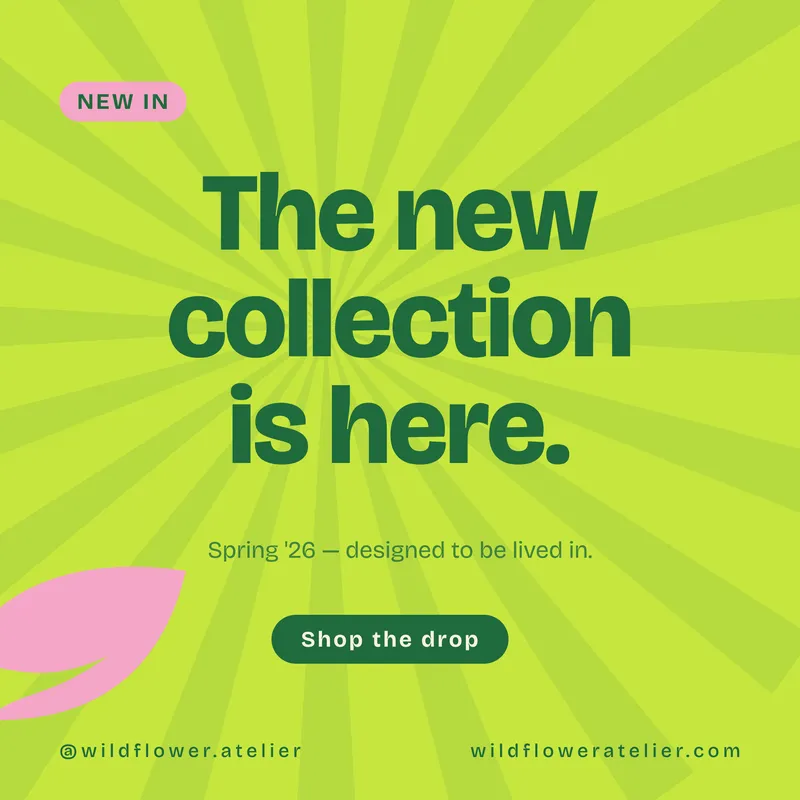 NEW IN
The new
collection
is here.
Spring '26 — designed to be lived in.
Shop the drop
@wildflower.atelier
wildfloweratelier.com